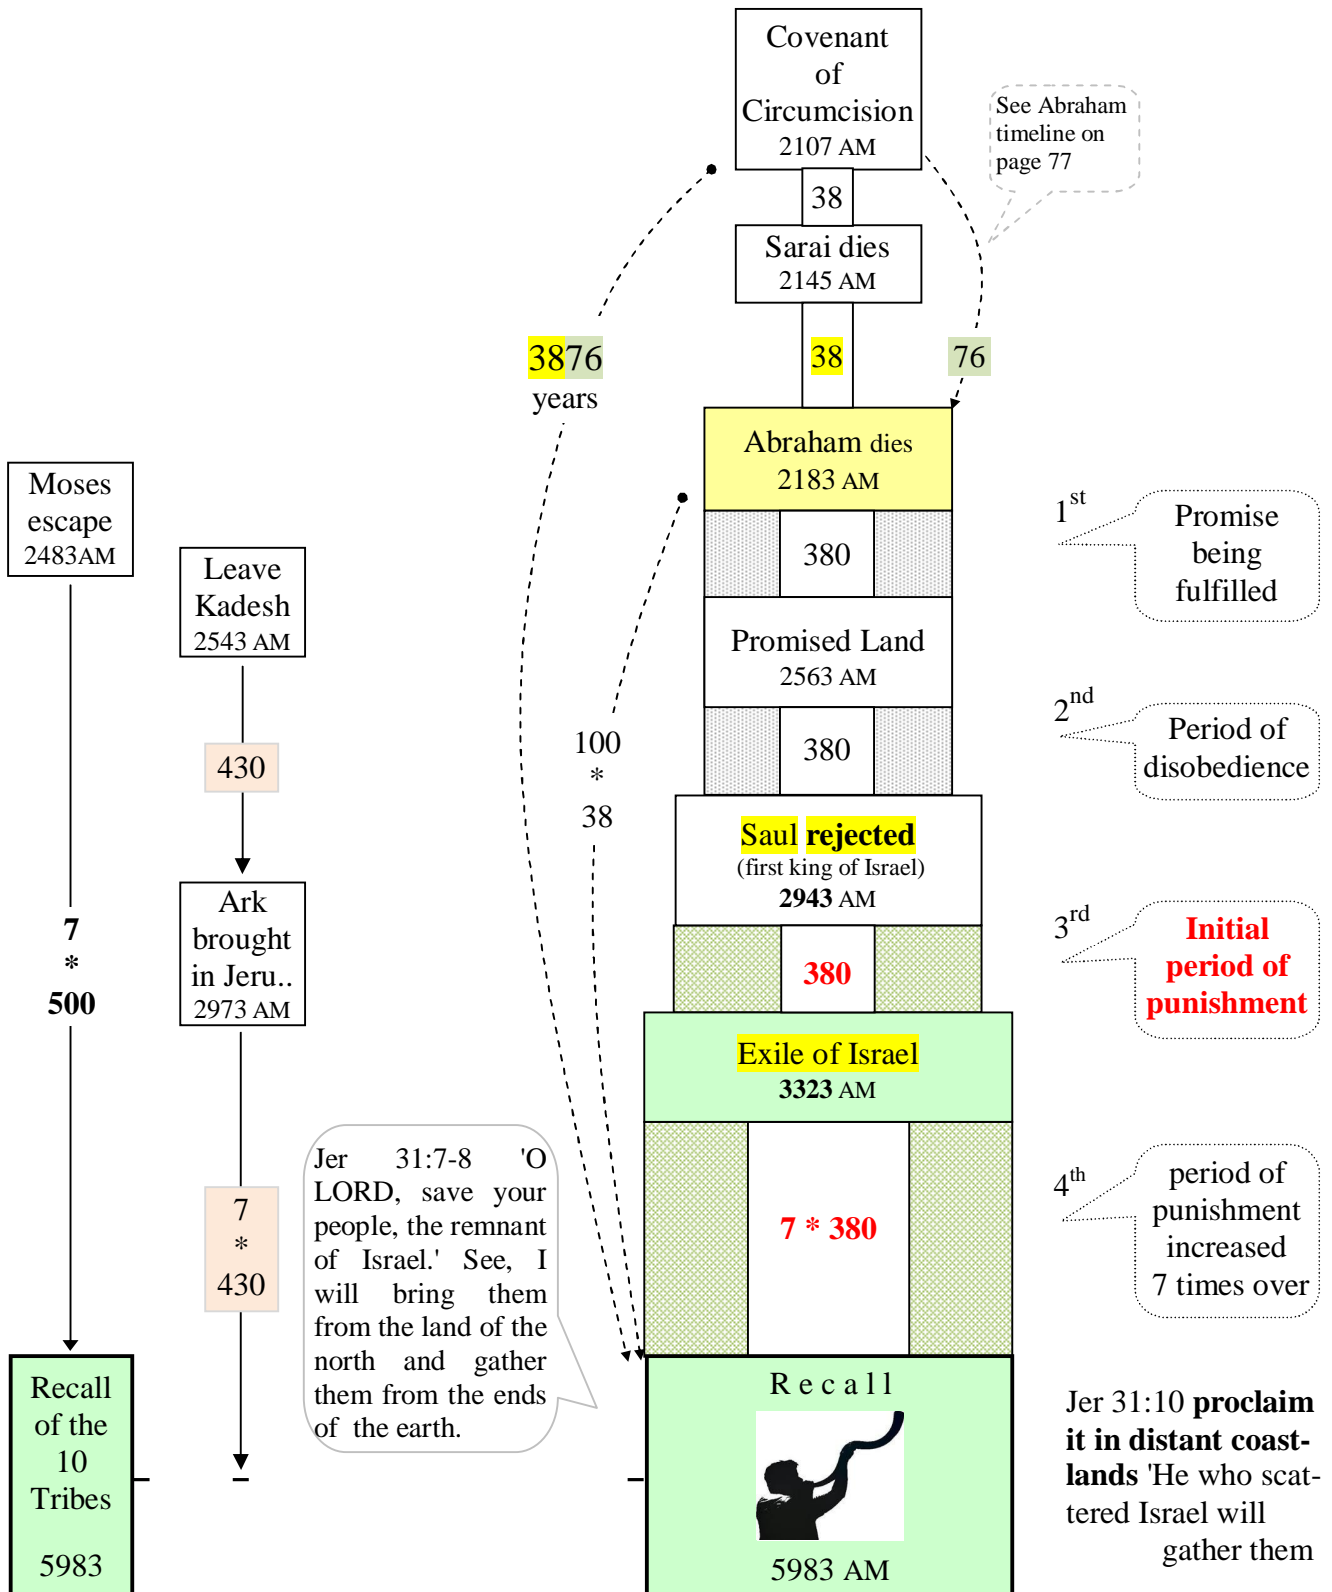 Covenant
of
Circumcision
2107 AM
See Abraham
timeline on
page 77
38
Sarai dies
2145 AM
3876
years
38
76
Abraham dies
2183 AM
Moses
escape
2483AM
Leave
Kadesh
2543 AM
380
1st
Promise
being
fulfilled
Promised Land
2563 AM
430
100
*
38
380
2nd
Period of
disobedience
Saul rejected
(first king of Israel)
2943 AM
7
*
500
Ark
brought
in Jeru..
2973 AM
380
3rd
Initial
period of
punishment
Exile of Israel
3323 AM
7
*
430
Jer 31:7-8 'O
LORD, save your
people, the remnant
of Israel.' See, I
will bring them
from the land of the
north and gather
them from the ends
of the earth.
7 * 380
4th
period of
punishment
increased
7 times over
Recall
of the
10
Tribes
5983
Recall
5983 AM
Jer 31:10 proclaim
it in distant coast-
lands 'He who scat-
tered Israel will
gather them